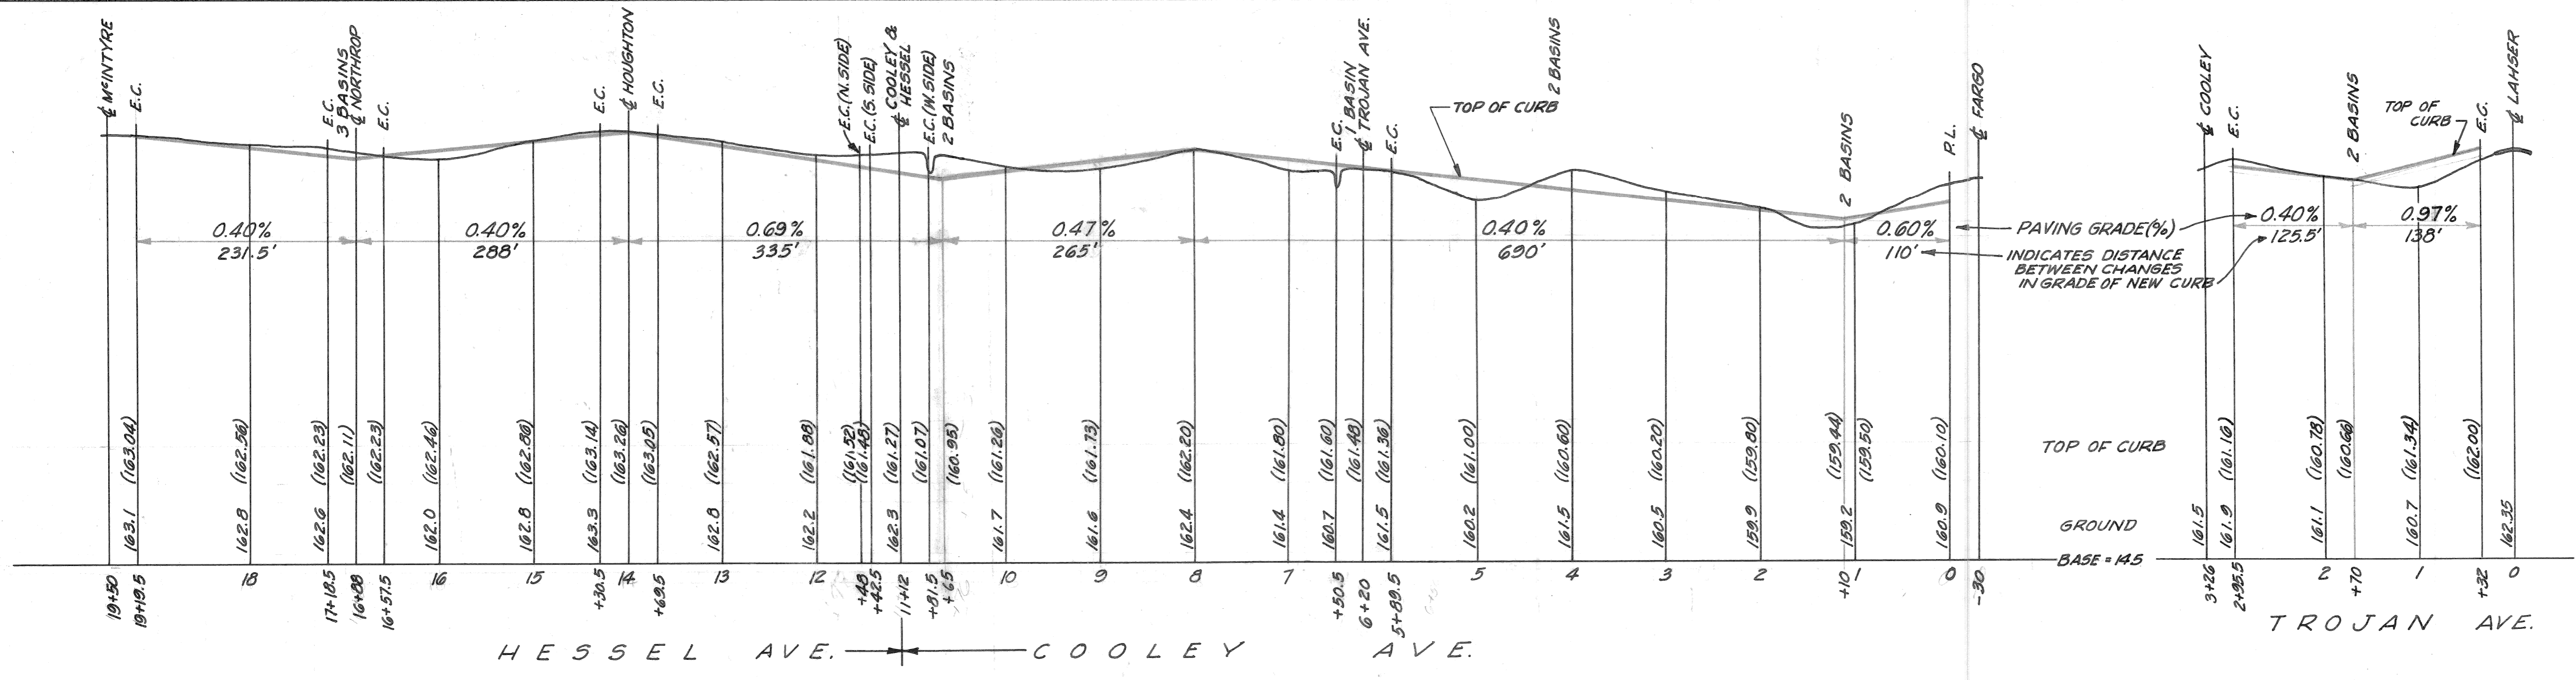 ℄ McINTYRE
E.C.
E.C.
3 BASINS
℄ NORTHROP
E.C.
E.C.
℄ HOUGHTON
E.C.
E.C.(N.SIDE)
E.C.(S.SIDE)
℄ COOLEY &
HESSEL
E.C.(W.SIDE)
2 BASINS
E.C.
1 BASIN
℄ TROJAN AVE.
E.C.
TOP OF CURB
2 BASINS
2 BASINS
P.L.
℄ FARGO
℄ COOLEY
E.C.
2 BASINS
TOP OF
CURB
E.C.
℄ LAHSER
0.40%
231.5'
0.40%
288'
0.69%
335'
0.47%
265'
0.40%
690'
0.60%
110'
PAVING GRADE(%)
INDICATES DISTANCE
BETWEEN CHANGES
IN GRADE OF NEW CURB
0.40%
125.5'
0.97%
138'
(163.04)
(162.56)
(162.23)
(162.11)
(162.23)
(162.46)
(162.86)
(163.14)
(163.26)
(163.05)
(162.57)
(161.88)
(161.52)
(161.48)
(161.27)
(161.07)
(160.95)
(161.26)
(161.73)
(162.20)
(161.80)
(161.60)
(161.48)
(161.36)
(161.00)
(160.60)
(160.20)
(159.80)
(159.44)
(159.50)
(160.10)
TOP OF CURB
(161.16)
(160.78)
(160.66)
(161.34)
(162.00)
163.1
162.8
162.6
162.0
162.8
163.3
162.8
162.2
162.3
161.7
161.6
162.4
161.4
160.7
161.5
160.2
161.5
160.5
159.9
159.2
160.9
GROUND
161.5
161.9
161.1
160.7
162.35
BASE = 145
19+50
19+19.5
18
17+18.5
16+88
16+57.5
16
15
+30.5
14
+69.5
13
12
+48
+42.5
11+12
+81.5
+65
10
9
8
7
+50.5
6+20
5+89.5
5
4
3
2
+10
1
0
-30
3+26
2+95.5
2
+70
1
+32
0
HESSEL AVE.
COOLEY AVE.
TROJAN AVE.